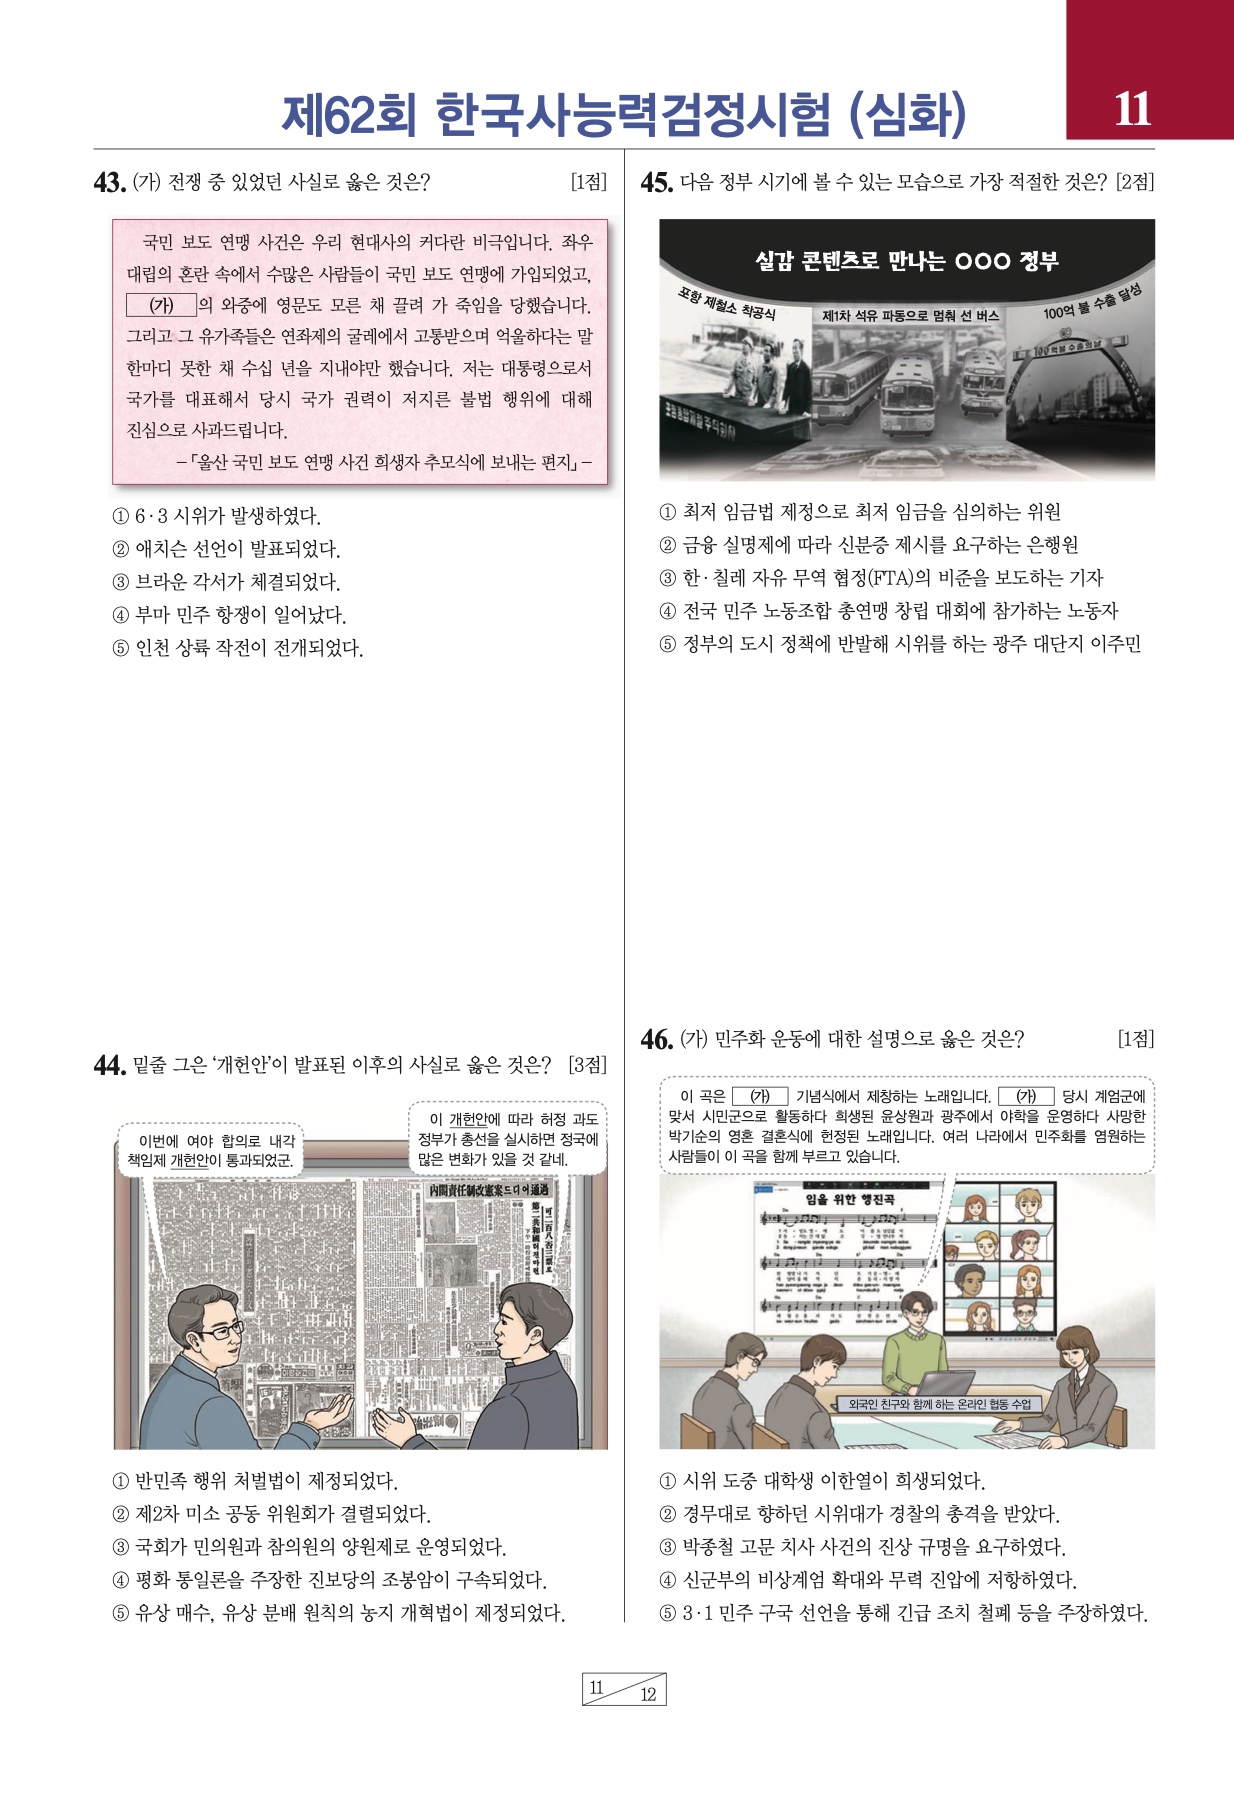 제62회 한국사능력검정시험 (심화)
11
43. (가) 전쟁 중 있었던 사실로 옳은 것은? [1점]
국민 보도 연맹 사건은 우리 현대사의 커다란 비극입니다. 좌우
대립의 혼란 속에서 수많은 사람들이 국민 보도 연맹에 가입되었고,
(가) 의 와중에 영문도 모른 채 끌려 가 죽임을 당했습니다.
그리고 그 유가족들은 연좌제의 굴레에서 고통받으며 억울하다는 말
한마디 못한 채 수십 년을 지내야만 했습니다. 저는 대통령으로서
국가를 대표해서 당시 국가 권력이 저지른 불법 행위에 대해
진심으로 사과드립니다.
-「울산 국민 보도 연맹 사건 희생자 추모식에 보내는 편지」-
① 6·3 시위가 발생하였다.
② 애치슨 선언이 발표되었다.
③ 브라운 각서가 체결되었다.
④ 부마 민주 항쟁이 일어났다.
⑤ 인천 상륙 작전이 전개되었다.
44. 밑줄 그은 ‘개헌안’이 발표된 이후의 사실로 옳은 것은? [3점]
이번에 여야 합의로 내각
책임제 개헌안이 통과되었군.
이 개헌안에 따라 허정 과도
정부가 총선을 실시하면 정국에
많은 변화가 있을 것 같네.
內閣責任制改憲案드디어通過
① 반민족 행위 처벌법이 제정되었다.
② 제2차 미소 공동 위원회가 결렬되었다.
③ 국회가 민의원과 참의원의 양원제로 운영되었다.
④ 평화 통일론을 주장한 진보당의 조봉암이 구속되었다.
⑤ 유상 매수, 유상 분배 원칙의 농지 개혁법이 제정되었다.
45. 다음 정부 시기에 볼 수 있는 모습으로 가장 적절한 것은? [2점]
실감 콘텐츠로 만나는 ○○○ 정부
포항 제철소 착공식
제1차 석유 파동으로 멈춰 선 버스
100억 불 수출 달성
100억불 수출의날
① 최저 임금법 제정으로 최저 임금을 심의하는 위원
② 금융 실명제에 따라 신분증 제시를 요구하는 은행원
③ 한·칠레 자유 무역 협정(FTA)의 비준을 보도하는 기자
④ 전국 민주 노동조합 총연맹 창립 대회에 참가하는 노동자
⑤ 정부의 도시 정책에 반발해 시위를 하는 광주 대단지 이주민
46. (가) 민주화 운동에 대한 설명으로 옳은 것은? [1점]
이 곡은 (가) 기념식에서 제창하는 노래입니다. (가) 당시 계엄군에
맞서 시민군으로 활동하다 희생된 윤상원과 광주에서 야학을 운영하다 사망한
박기순의 영혼 결혼식에 헌정된 노래입니다. 여러 나라에서 민주화를 염원하는
사람들이 이 곡을 함께 부르고 있습니다.
임을 위한 행진곡
외국인 친구와 함께 하는 온라인 협동 수업
① 시위 도중 대학생 이한열이 희생되었다.
② 경무대로 향하던 시위대가 경찰의 총격을 받았다.
③ 박종철 고문 치사 사건의 진상 규명을 요구하였다.
④ 신군부의 비상계엄 확대와 무력 진압에 저항하였다.
⑤ 3·1 민주 구국 선언을 통해 긴급 조치 철폐 등을 주장하였다.
11
12